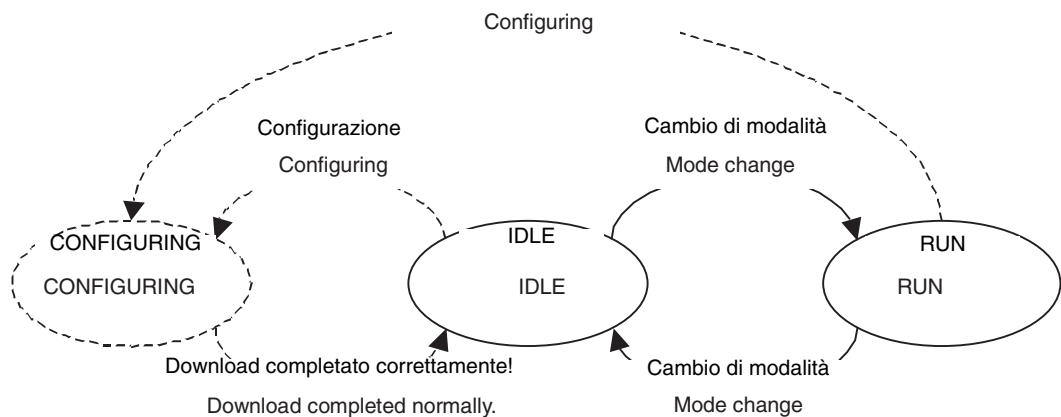 Configuring
Configurazione
Configuring
Cambio di modalità
Mode change
CONFIGURING
CONFIGURING
IDLE
IDLE
RUN
RUN
Download completato correttamente!
Download completed normally.
Cambio di modalità
Mode change